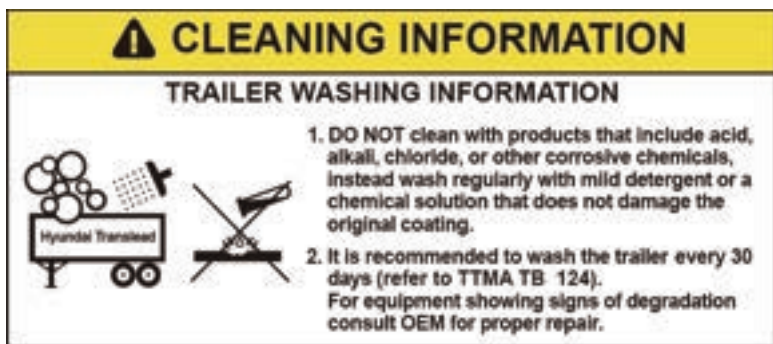 CLEANING INFORMATION
TRAILER WASHING INFORMATION
1. DO NOT clean with products that include acid,
alkali, chloride, or other corrosive chemicals,
instead wash regularly with mild detergent or a
chemical solution that does not damage the
original coating.
Hyundai Translead
2. It is recommended to wash the trailer every 30
days (refer to TTMA TB 124).
For equipment showing signs of degradation
consult OEM for proper repair.